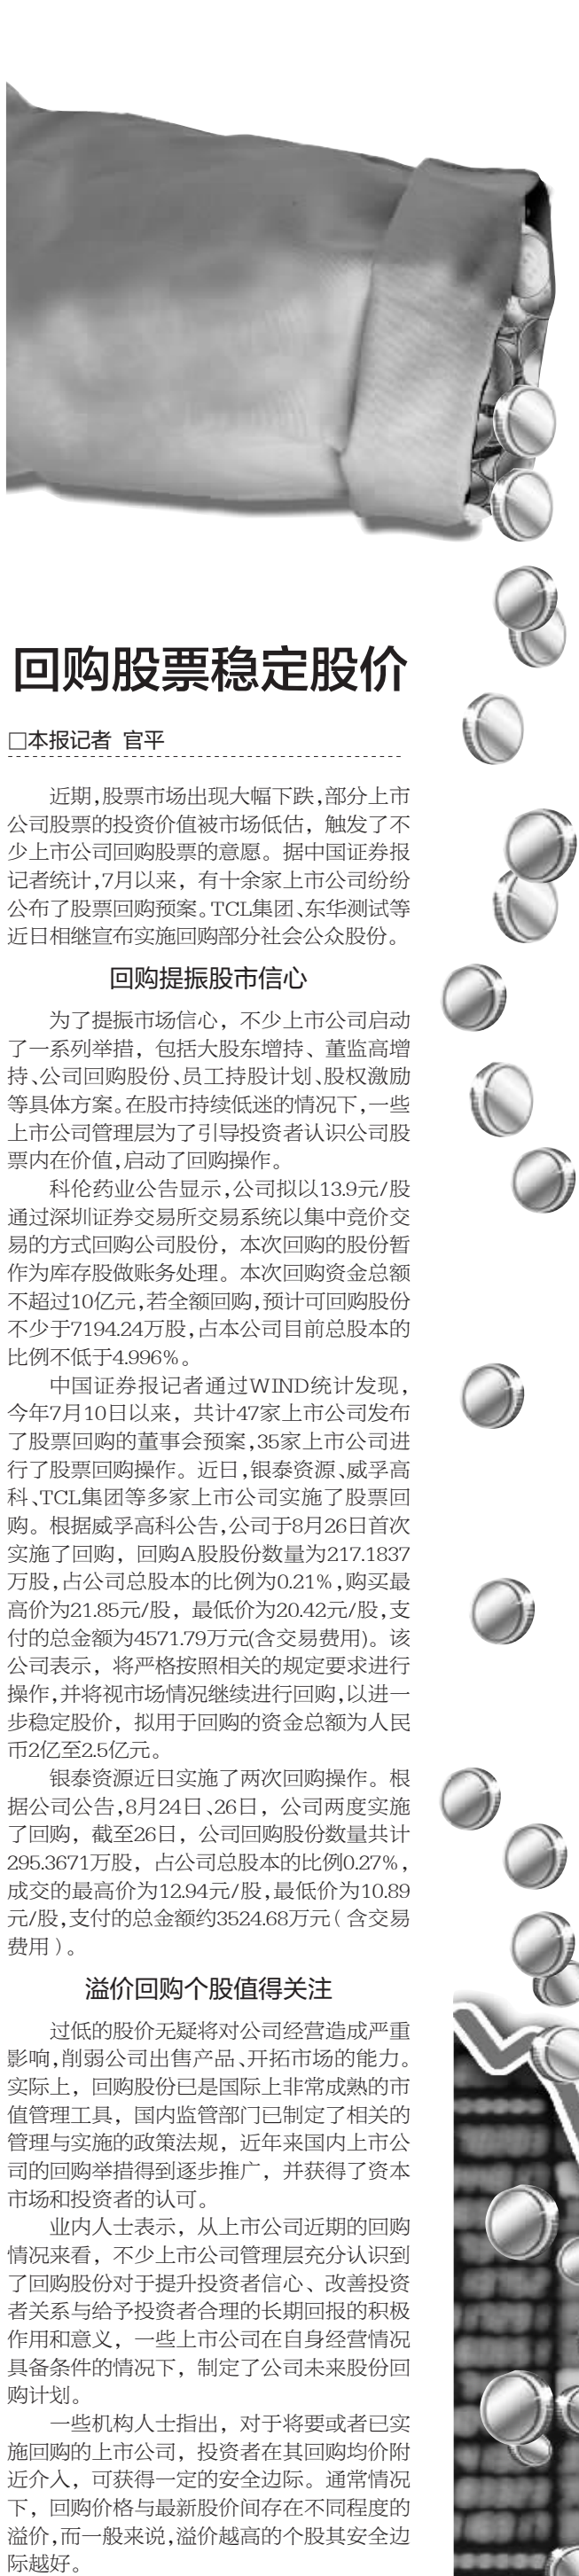 回购股票稳定股价
□本报记者 官平
近期,股票市场出现大幅下跌,部分上市
公司股票的投资价值被市场低估，触发了不
少上市公司回购股票的意愿。据中国证券报
记者统计,7月以来，有十余家上市公司纷纷
公布了股票回购预案。TCL集团、东华测试等
近日相继宣布实施回购部分社会公众股份。
回购提振股市信心
为了提振市场信心，不少上市公司启动
了一系列举措，包括大股东增持、董监高增
持、公司回购股份、员工持股计划、股权激励
等具体方案。在股市持续低迷的情况下,一些
上市公司管理层为了引导投资者认识公司股
票内在价值,启动了回购操作。
科伦药业公告显示,公司拟以13.9元/股
通过深圳证券交易所交易系统以集中竞价交
易的方式回购公司股份，本次回购的股份暂
作为库存股做账务处理。本次回购资金总额
不超过10亿元,若全额回购,预计可回购股份
不少于7194.24万股,占本公司目前总股本的
比例不低于4.996%。
中国证券报记者通过WIND统计发现，
今年7月10日以来，共计47家上市公司发布
了股票回购的董事会预案,35家上市公司进
行了股票回购操作。近日,银泰资源、威孚高
科、TCL集团等多家上市公司实施了股票回
购。根据威孚高科公告,公司于8月26日首次
实施了回购，回购A股股份数量为217.1837
万股,占公司总股本的比例为0.21%,购买最
高价为21.85元/股，最低价为20.42元/股,支
付的总金额为4571.79万元(含交易费用)。该
公司表示，将严格按照相关的规定要求进行
操作,并将视市场情况继续进行回购,以进一
步稳定股价，拟用于回购的资金总额为人民
币2亿至2.5亿元。
银泰资源近日实施了两次回购操作。根
据公司公告,8月24日、26日，公司两度实施
了回购，截至26日，公司回购股份数量共计
295.3671万股，占公司总股本的比例0.27%，
成交的最高价为12.94元/股,最低价为10.89
元/股,支付的总金额约3524.68万元（含交易
费用）。
溢价回购个股值得关注
过低的股价无疑将对公司经营造成严重
影响,削弱公司出售产品、开拓市场的能力。
实际上，回购股份已是国际上非常成熟的市
值管理工具，国内监管部门已制定了相关的
管理与实施的政策法规，近年来国内上市公
司的回购举措得到逐步推广，并获得了资本
市场和投资者的认可。
业内人士表示，从上市公司近期的回购
情况来看，不少上市公司管理层充分认识到
了回购股份对于提升投资者信心、改善投资
者关系与给予投资者合理的长期回报的积极
作用和意义，一些上市公司在自身经营情况
具备条件的情况下，制定了公司未来股份回
购计划。
一些机构人士指出，对于将要或者已实
施回购的上市公司，投资者在其回购均价附
近介入，可获得一定的安全边际。通常情况
下，回购价格与最新股价间存在不同程度的
溢价,而一般来说,溢价越高的个股其安全边
际越好。